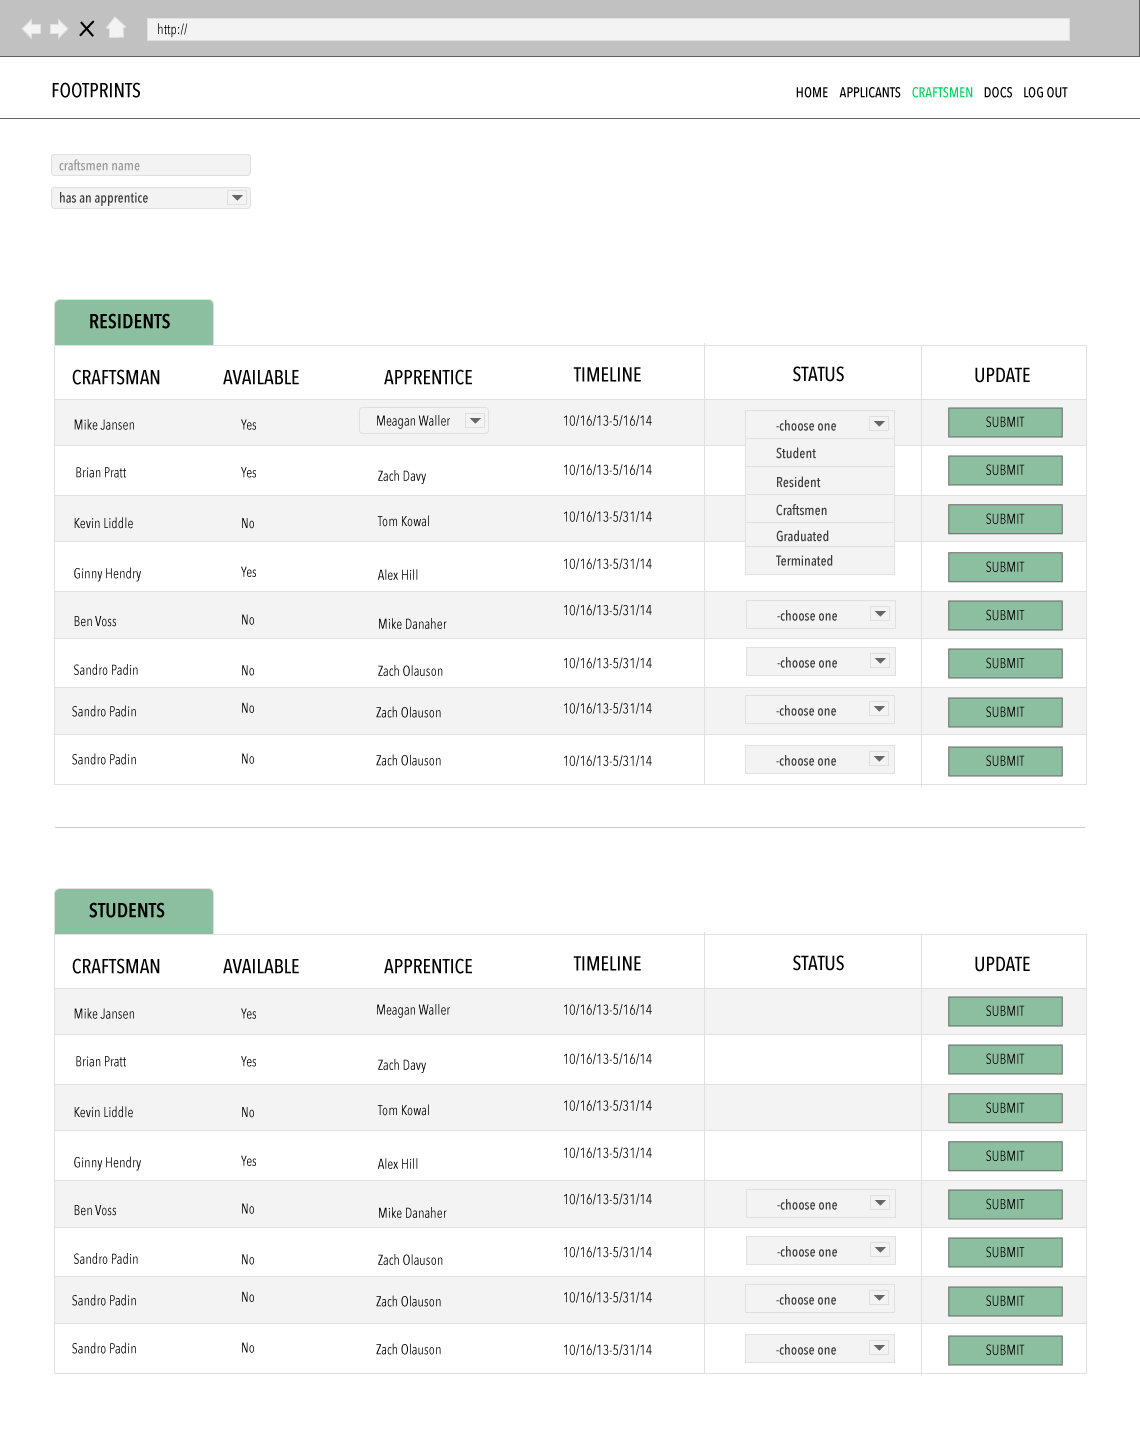 http://
FOOTPRINTS HOME APPLICANTS CRAFTSMEN DOCS LOG OUT
craftsmen name
has an apprentice
RESIDENTS
CRAFTSMAN AVAILABLE APPRENTICE TIMELINE STATUS UPDATE
Mike Jansen Yes Meagan Waller 10/16/13-5/16/14 -choose one SUBMIT
Student
Brian Pratt Yes Zach Davy 10/16/13-5/16/14 SUBMIT
Resident
Kevin Liddle No Tom Kowal 10/16/13-5/31/14 Craftsmen SUBMIT
Graduated
Ginny Hendry Yes Alex Hill 10/16/13-5/31/14 Terminated SUBMIT
Ben Voss No Mike Danaher 10/16/13-5/31/14 -choose one SUBMIT
Sandro Padin No Zach Olauson 10/16/13-5/31/14 -choose one SUBMIT
Sandro Padin No Zach Olauson 10/16/13-5/31/14 -choose one SUBMIT
Sandro Padin No Zach Olauson 10/16/13-5/31/14 -choose one SUBMIT
STUDENTS
CRAFTSMAN AVAILABLE APPRENTICE TIMELINE STATUS UPDATE
Mike Jansen Yes Meagan Waller 10/16/13-5/16/14 SUBMIT
Brian Pratt Yes Zach Davy 10/16/13-5/16/14 SUBMIT
Kevin Liddle No Tom Kowal 10/16/13-5/31/14 SUBMIT
Ginny Hendry Yes Alex Hill 10/16/13-5/31/14 SUBMIT
Ben Voss No Mike Danaher 10/16/13-5/31/14 -choose one SUBMIT
Sandro Padin No Zach Olauson 10/16/13-5/31/14 -choose one SUBMIT
Sandro Padin No Zach Olauson 10/16/13-5/31/14 -choose one SUBMIT
Sandro Padin No Zach Olauson 10/16/13-5/31/14 -choose one SUBMIT